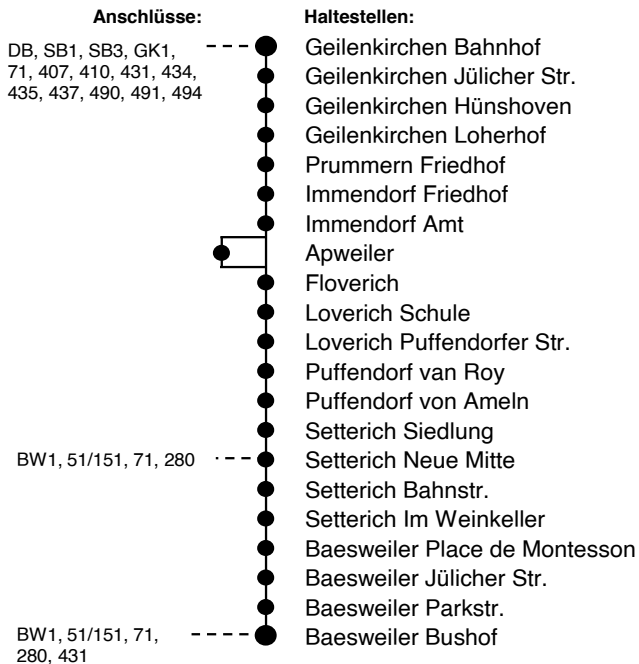 Anschlüsse:
Haltestellen:
DB, SB1, SB3, GK1,
71, 407, 410, 431, 434,
435, 437, 490, 491, 494
Geilenkirchen Bahnhof
Geilenkirchen Jülicher Str.
Geilenkirchen Hünshoven
Geilenkirchen Loherhof
Prummern Friedhof
Immendorf Friedhof
Immendorf Amt
Apweiler
Floverich
Loverich Schule
Loverich Puffendorfer Str.
Puffendorf van Roy
Puffendorf von Ameln
Setterich Siedlung
BW1, 51/151, 71, 280
Setterich Neue Mitte
Setterich Bahnstr.
Setterich Im Weinkeller
Baesweiler Place de Montesson
Baesweiler Jülicher Str.
Baesweiler Parkstr.
BW1, 51/151, 71,
280, 431
Baesweiler Bushof